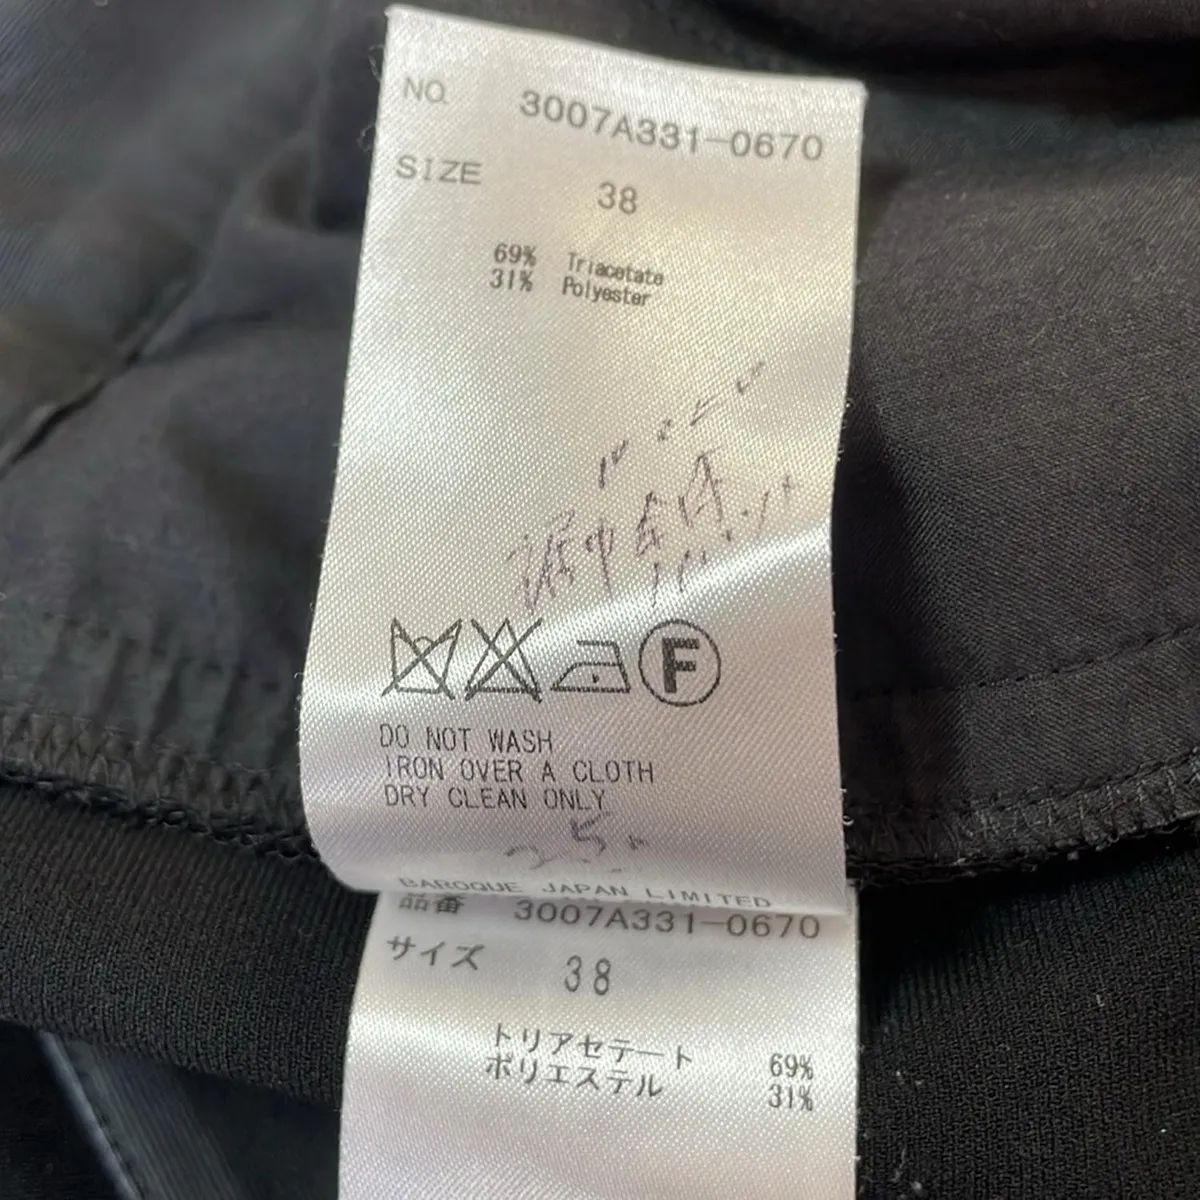 NO. 3007A331-0670
SIZE 38
69% Triacetate
31% Polyester
F
DO NOT WASH
IRON OVER A CLOTH
DRY CLEAN ONLY
BAROQUE JAPAN LIMITED
品番 3007A331-0670
サイズ 38
トリアセテート 69%
ポリエステル 31%